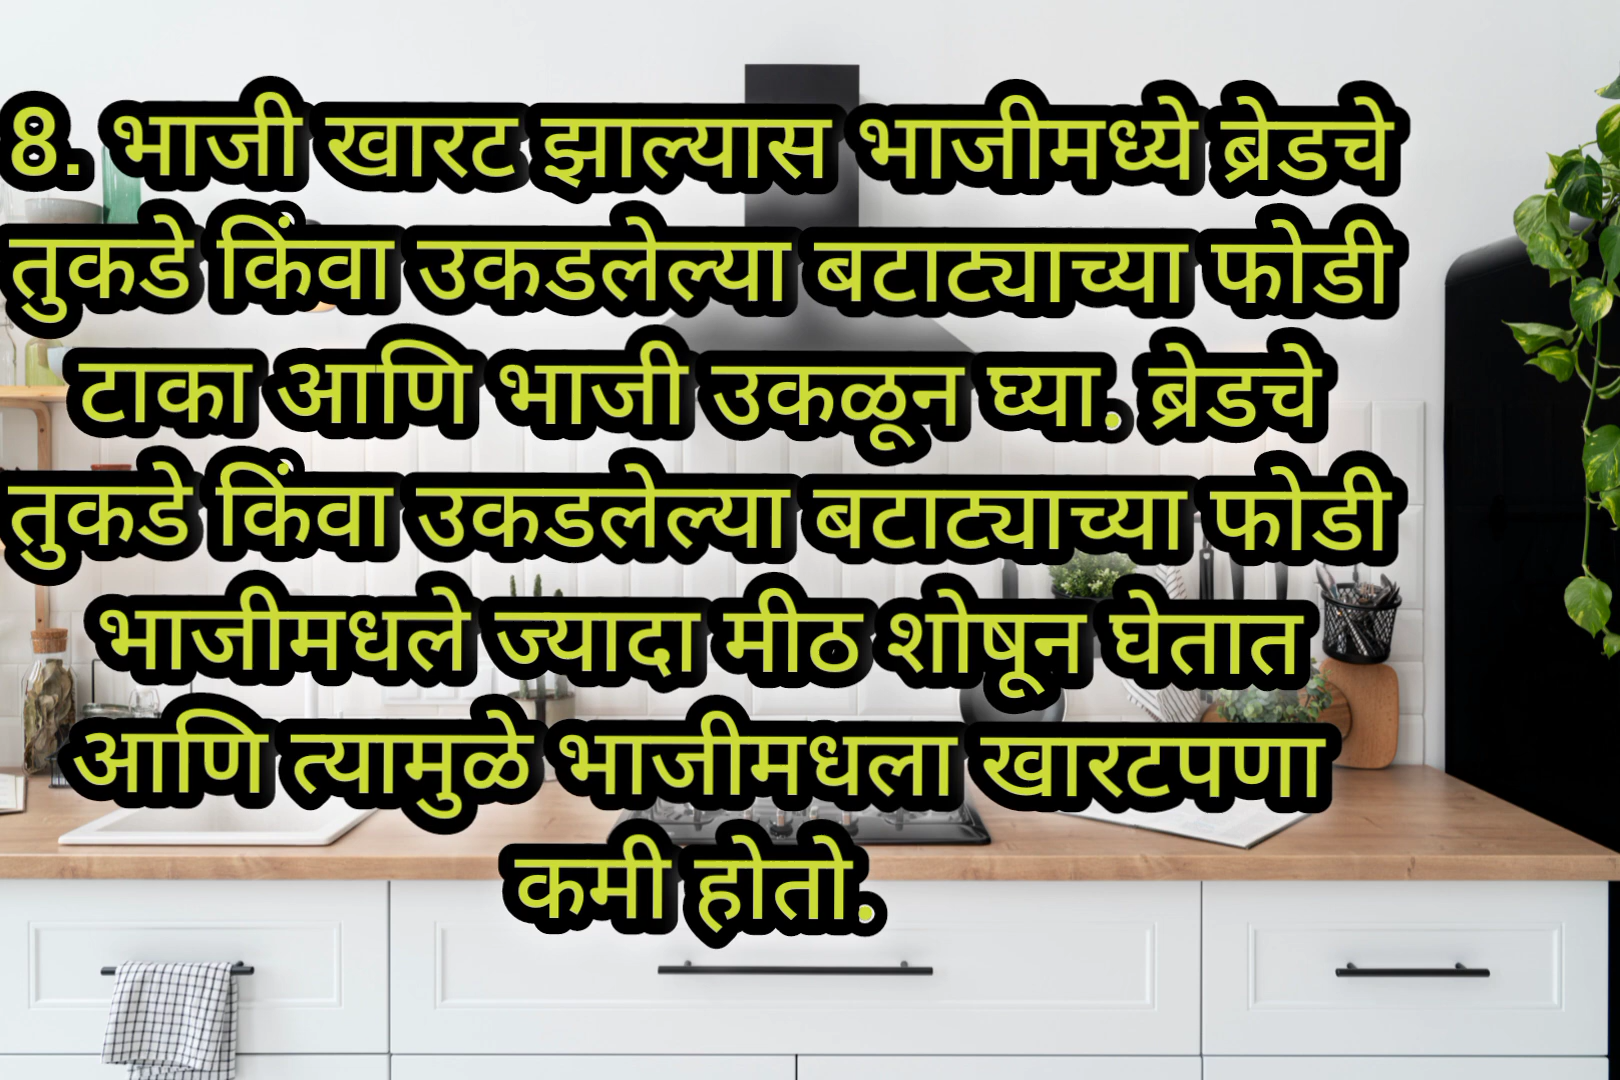 8. भाजी खारट झाल्यास भाजीमध्ये ब्रेडचे
तुकडे किंवा उकडलेल्या बटाट्याच्या फोडी
टाका आणि भाजी उकळून घ्या. ब्रेडचे
तुकडे किंवा उकडलेल्या बटाट्याच्या फोडी
भाजीमधले ज्यादा मीठ शोषून घेतात
आणि त्यामुळे भाजीमधला खारटपणा
कमी होतो.